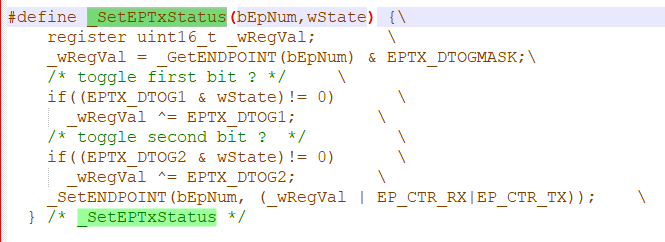 #define _SetEPTxStatus(bEpNum,wState) {\
register uint16_t _wRegVal; \
_wRegVal = _GetENDPOINT(bEpNum) & EPTX_DTOGMASK;\
/* toggle first bit ? */ \
if((EPTX_DTOG1 & wState)!= 0) \
_wRegVal ^= EPTX_DTOG1; \
/* toggle second bit ?  */ \
if((EPTX_DTOG2 & wState)!= 0) \
_wRegVal ^= EPTX_DTOG2; \
_SetENDPOINT(bEpNum, (_wRegVal | EP_CTR_RX|EP_CTR_TX)); \
} /* _SetEPTxStatus */